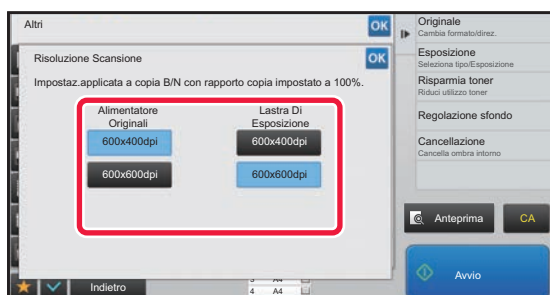 Altri
OK
Risoluzione Scansione
OK
Impostaz.applicata a copia B/N con rapporto copia impostato a 100%.
Alimentatore
Originali
600x400dpi
600x600dpi
Lastra Di
Esposizione
600x400dpi
600x600dpi
Indietro
4 A4
Originale
Cambia formato/direz.
Esposizione
Seleziona tipo/Esposizione
Risparmia toner
Riduci utilizzo toner
Regolazione sfondo
Cancellazione
Cancella ombra intorno
Anteprima
CA
Avvio